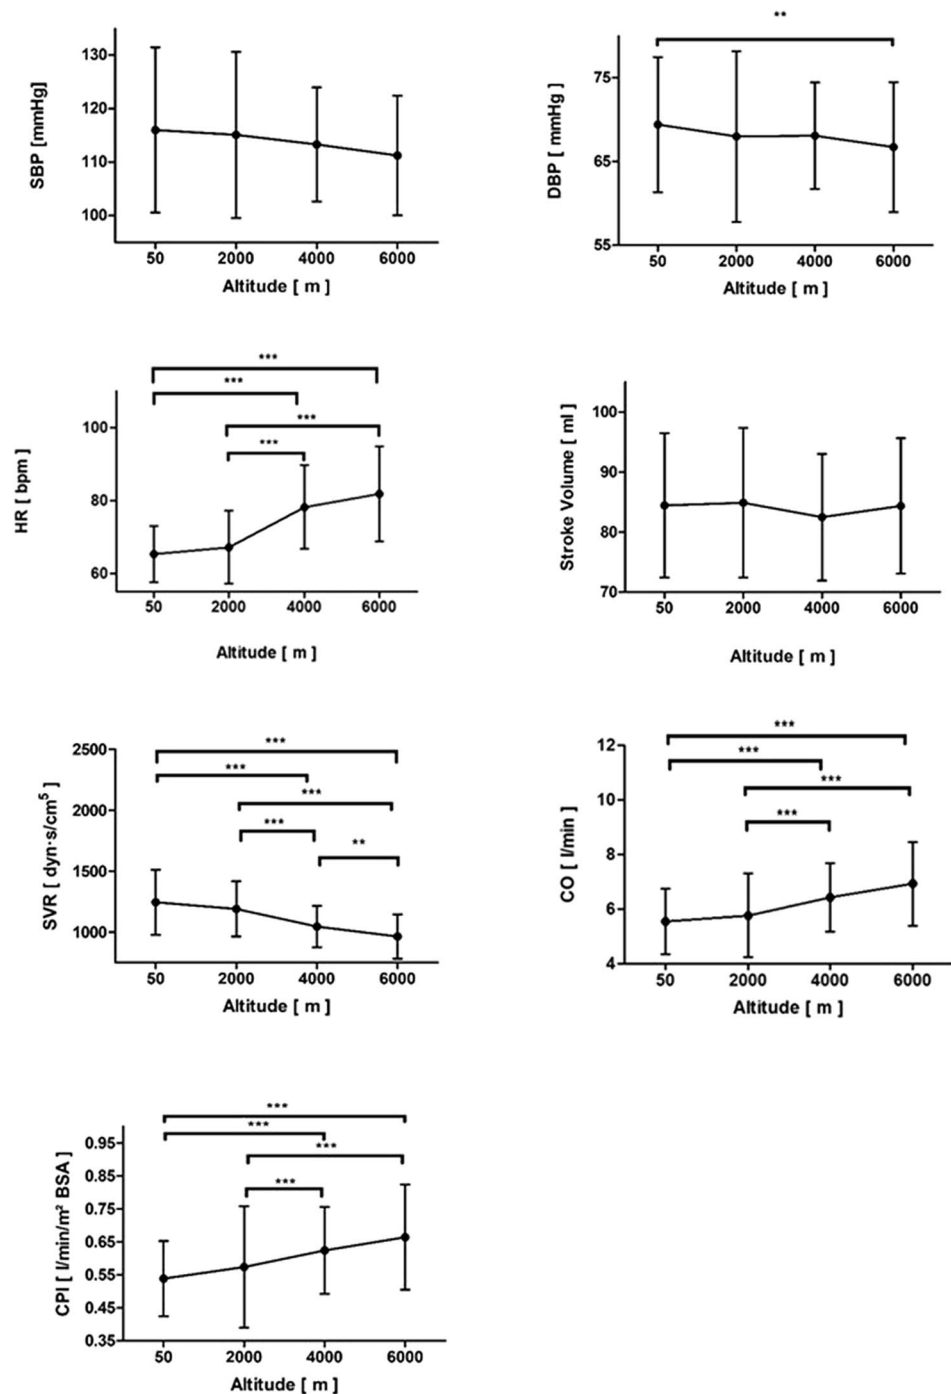 SBP [mmHg]
130
120
110
100
50 2000 4000 6000
Altitude [ m ]
**
DBP [ mmHg ]
75
65
55
50 2000 4000 6000
Altitude [ m ]
***
***
***
***
HR [ bpm ]
100
80
60
50 2000 4000 6000
Altitude [ m ]
Stroke Volume [ ml ]
100
90
80
70
50 2000 4000 6000
Altitude [ m ]
***
***
***
***
**
SVR [ dyn·s/cm⁵ ]
2500
2000
1500
1000
50 2000 4000 6000
Altitude [ m ]
***
***
***
***
CO [ l/min ]
12
10
8
6
4
50 2000 4000 6000
Altitude [ m ]
***
***
***
***
CPI [ l/min/m² BSA ]
0.95
0.85
0.75
0.65
0.55
0.45
0.35
50 2000 4000 6000
Altitude [ m ]